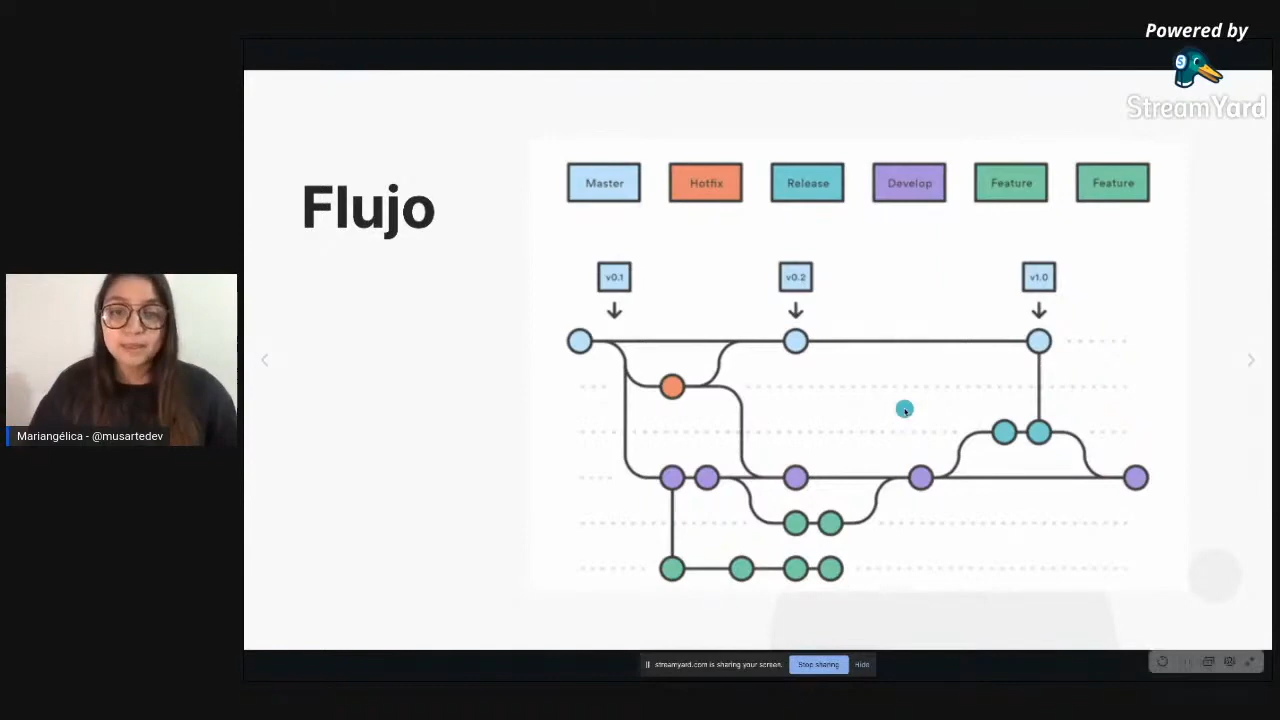 Powered by
StreamYard
Flujo
Master
Hotfix
Release
Develop
Feature
Feature
v0.1
v0.2
v1.0
Mariangélica - @musartedev
streamyard.com is sharing your screen.
Stop sharing
Hide